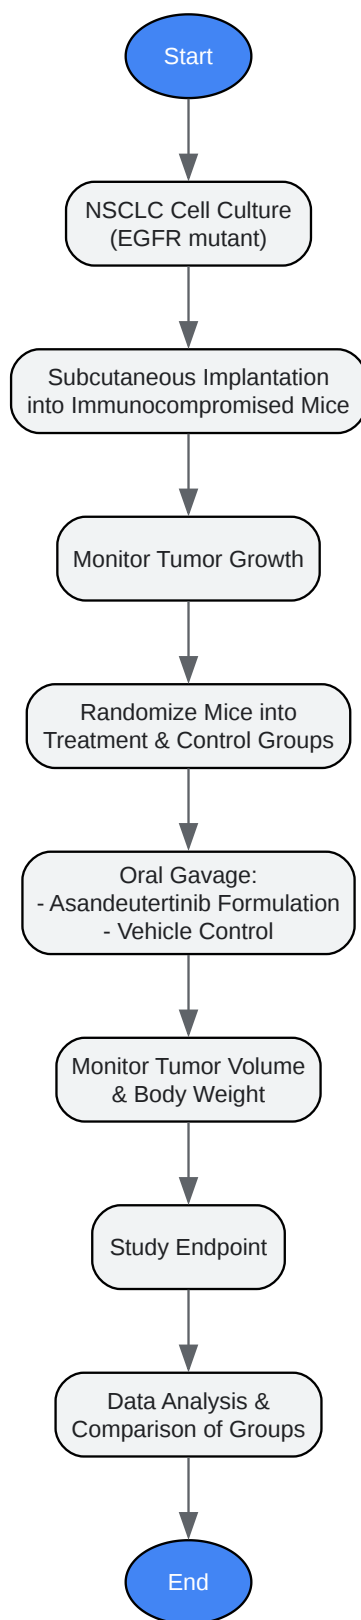 Start
NSCLC Cell Culture
(EGFR mutant)
Subcutaneous Implantation
into Immunocompromised Mice
Monitor Tumor Growth
Randomize Mice into
Treatment & Control Groups
Oral Gavage:
- Asandeutertinib Formulation
- Vehicle Control
Monitor Tumor Volume
& Body Weight
Study Endpoint
Data Analysis &
Comparison of Groups
End